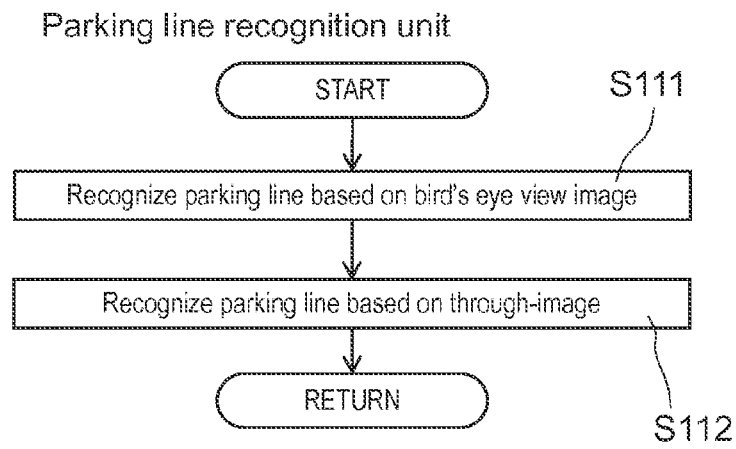 Parking line recognition unit
START
S111
Recognize parking line based on bird's eye view image
Recognize parking line based on through-image
RETURN
S112